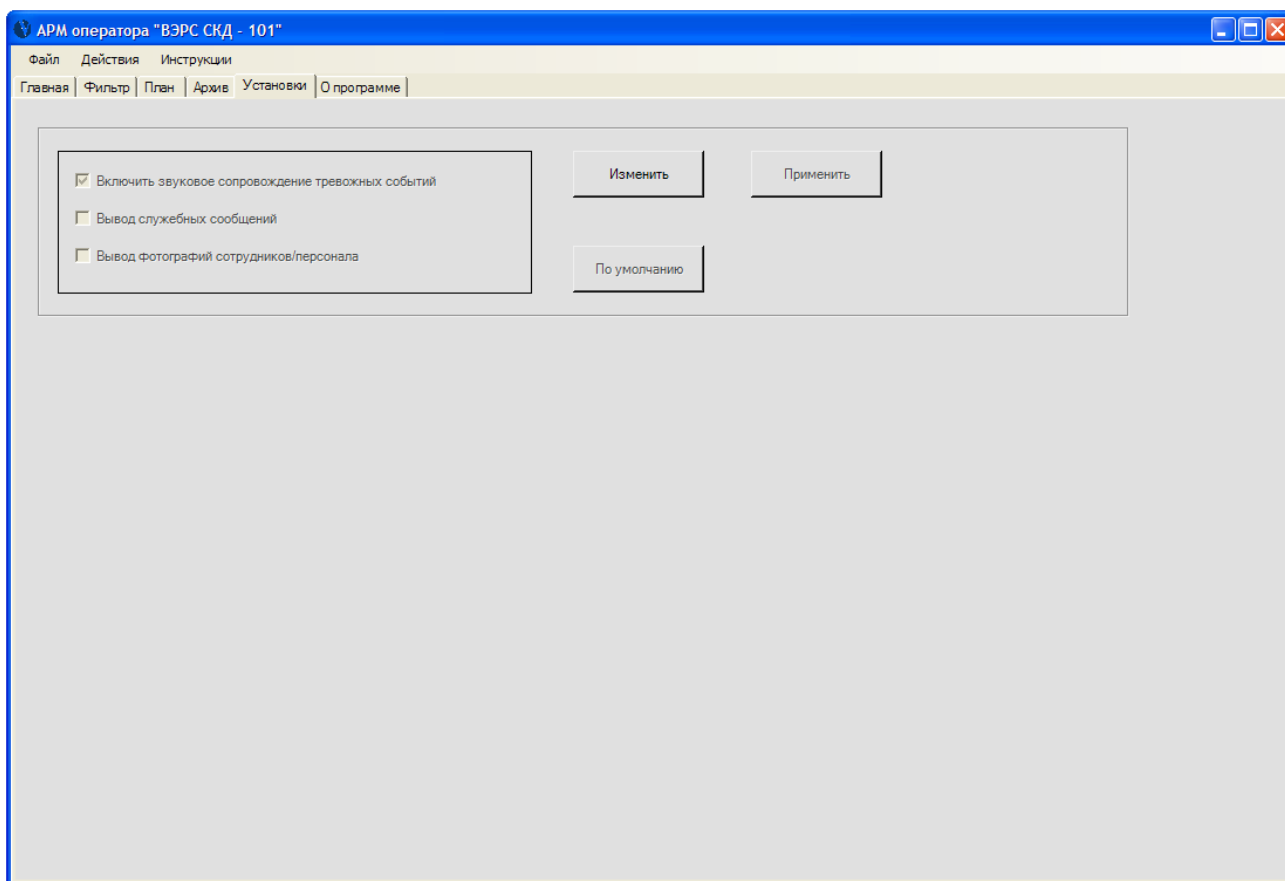 АРМ оператора "ВЭРС СКД - 101"
Файл Действия Инструкции
Главная Фильтр План Архив Установки О программе
Включить звуковое сопровождение тревожных событий
Вывод служебных сообщений
Вывод фотографий сотрудников/персонала
Изменить Применить
По умолчанию